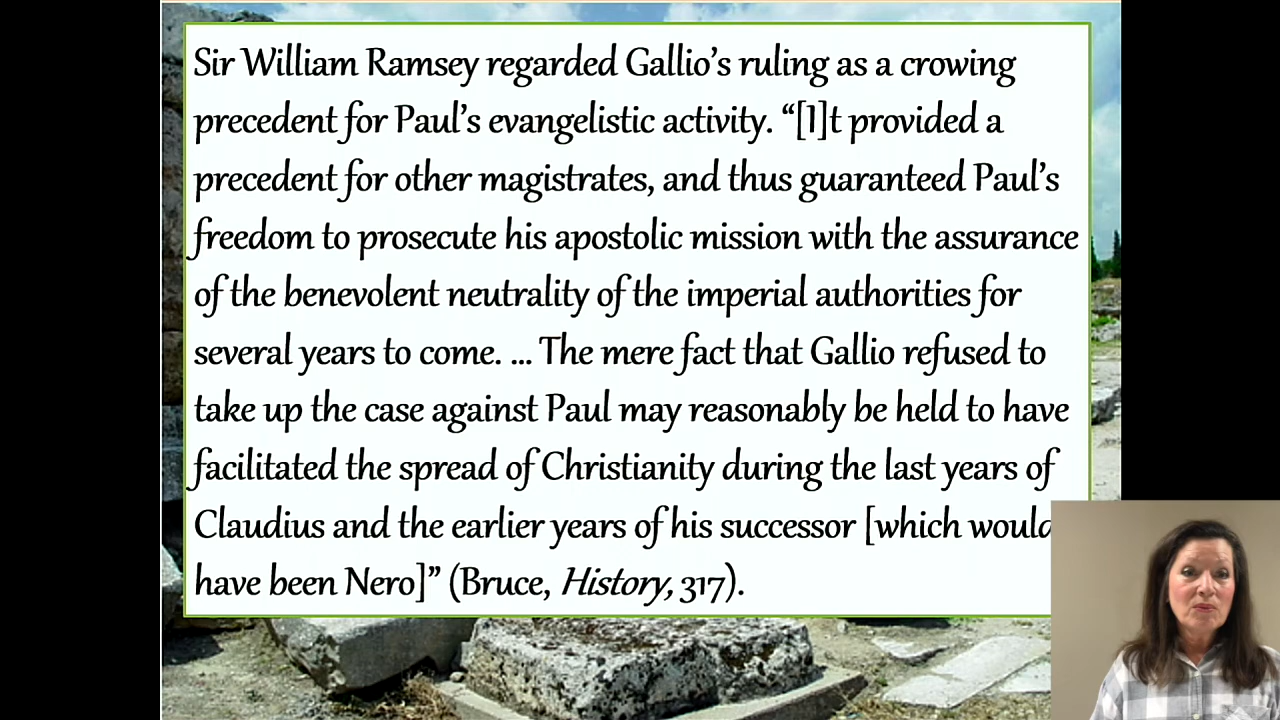 Sir William Ramsey regarded Gallio's ruling as a crowing
precedent for Paul's evangelistic activity. “[I]t provided a
precedent for other magistrates, and thus guaranteed Paul's
freedom to prosecute his apostolic mission with the assurance
of the benevolent neutrality of the imperial authorities for
several years to come. ... The mere fact that Gallio refused to
take up the case against Paul may reasonably be held to have
facilitated the spread of Christianity during the last years of
Claudius and the earlier years of his successor [which would
have been Nero]” (Bruce, History, 317).